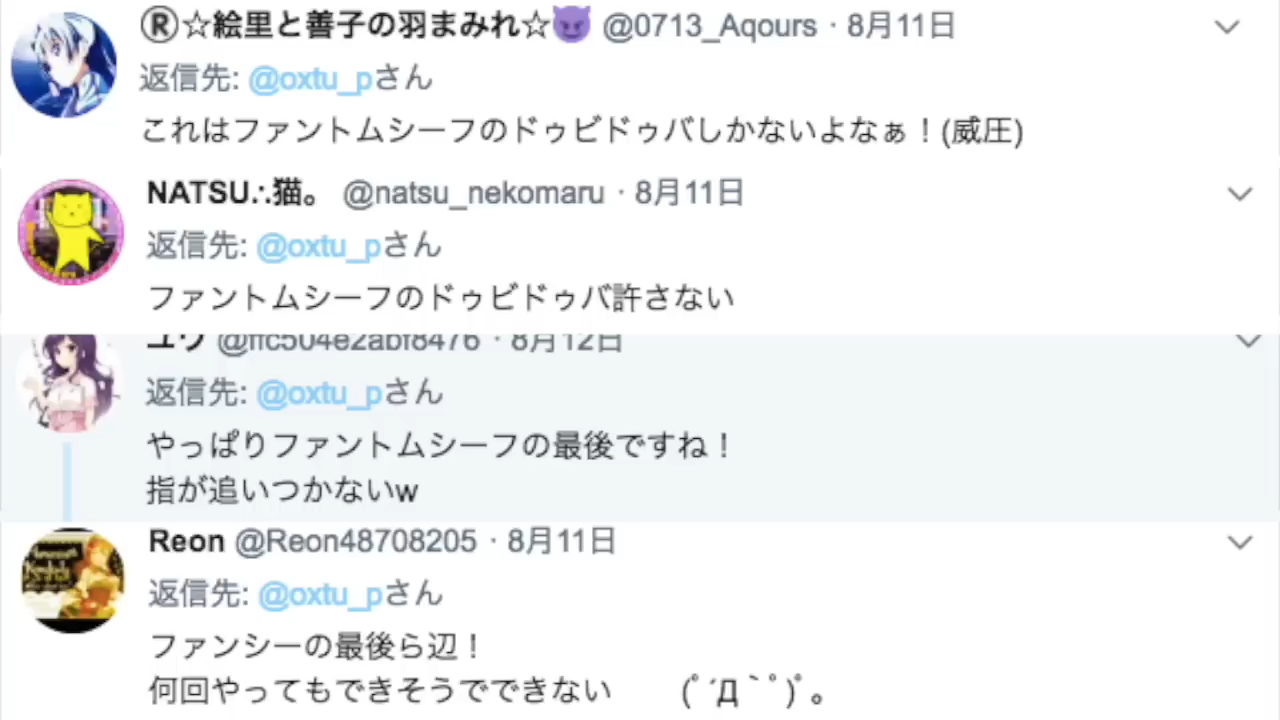 Ⓡ☆絵里と善子の羽まみれ☆😈 @0713_Aqours · 8月11日
返信先: @oxtu_pさん
これはファントムシーフのドゥビドゥバしかないよなぁ！(威圧)
NATSU∴猫。 @natsu_nekomaru · 8月11日
返信先: @oxtu_pさん
ファントムシーフのドゥビドゥバ許さない
@ffc504e2abf8476 · 8月12日
返信先: @oxtu_pさん
やっぱりファントムシーフの最後ですね！
指が追いつかないw
Reon @Reon48708205 · 8月11日
返信先: @oxtu_pさん
ファンシーの最後ら辺！
何回やってもできそうでできない　　(ﾟ´Д｀ﾟ)ﾟ。